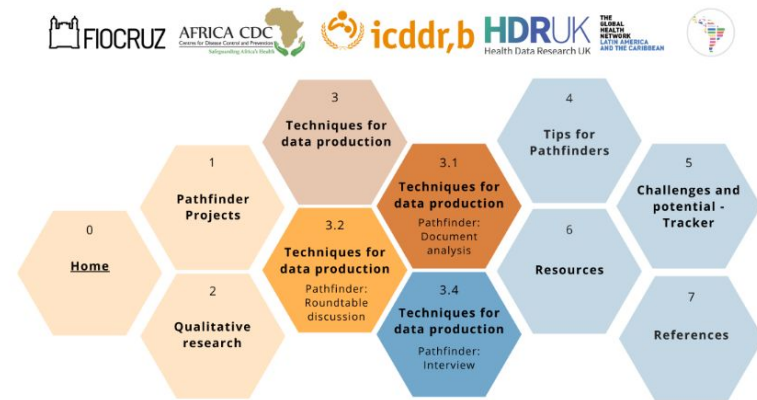 FIOCRUZ
AFRICA CDC
Centres for Disease Control and Prevention
Safeguarding Africa's Health
icddr,b
HDRUK
Health Data Research UK
THE
GLOBAL
HEALTH
NETWORK
LATIN AMERICA
AND THE CARIBBEAN
0
Home
1
Pathfinder
Projects
2
Qualitative
research
3
Techniques for
data production
3.1
Techniques for
data production
Pathfinder:
Document
analysis
3.2
Techniques for
data production
Pathfinder:
Roundtable
discussion
3.4
Techniques for
data production
Pathfinder:
Interview
4
Tips for
Pathfinders
5
Challenges and
potential -
Tracker
6
Resources
7
References